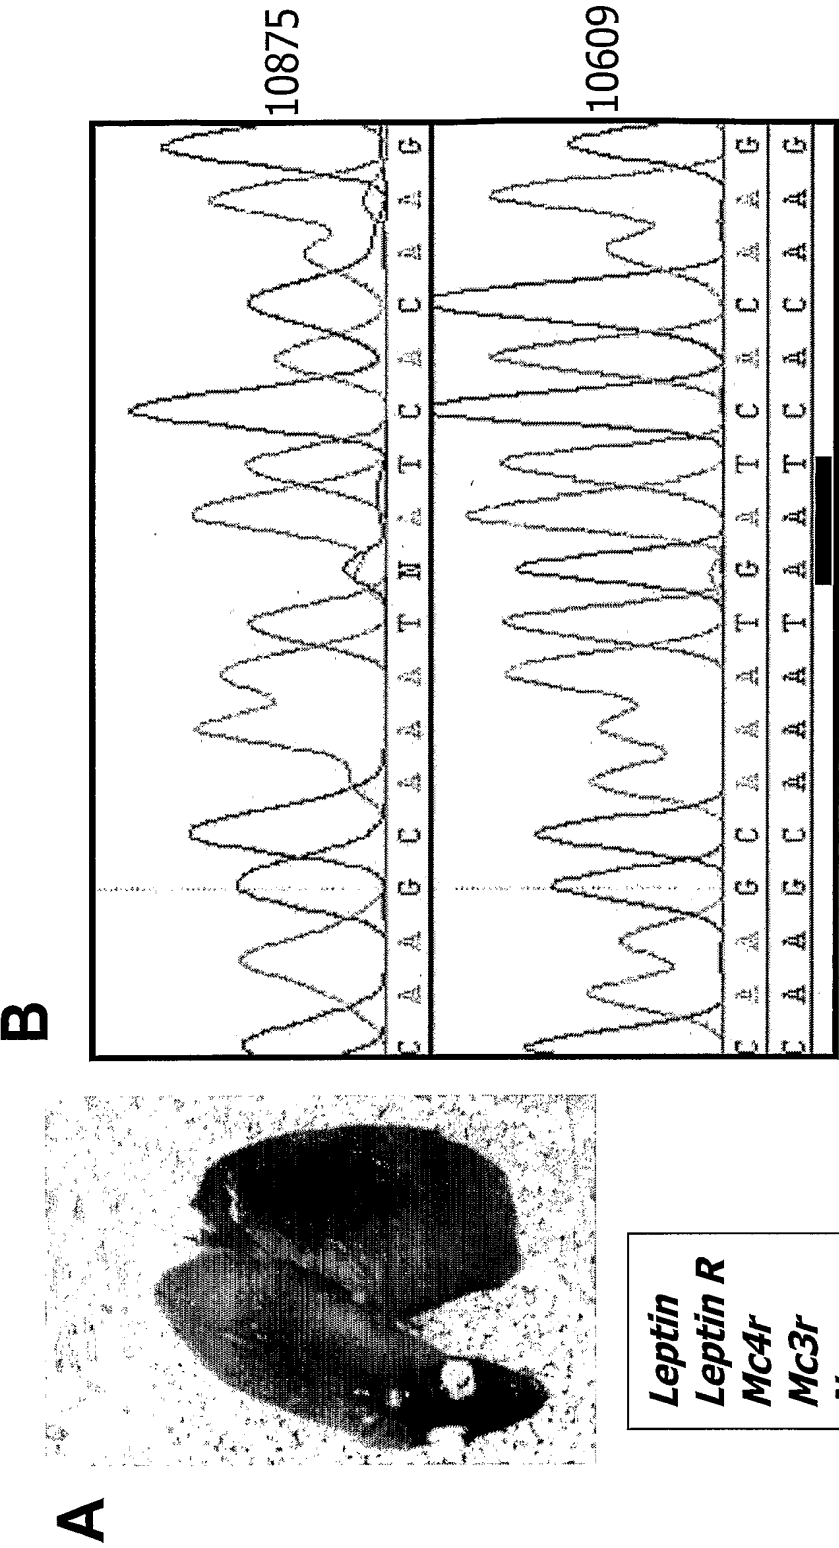 A
B
10875
C A A G C A A A T N A T C A C A A G
10609
C A A G C A A A T G A T C A C A A G
C A A G C A A A T A A T C A C A A G
Leptin
Leptin R
Mc4r
Mc3r